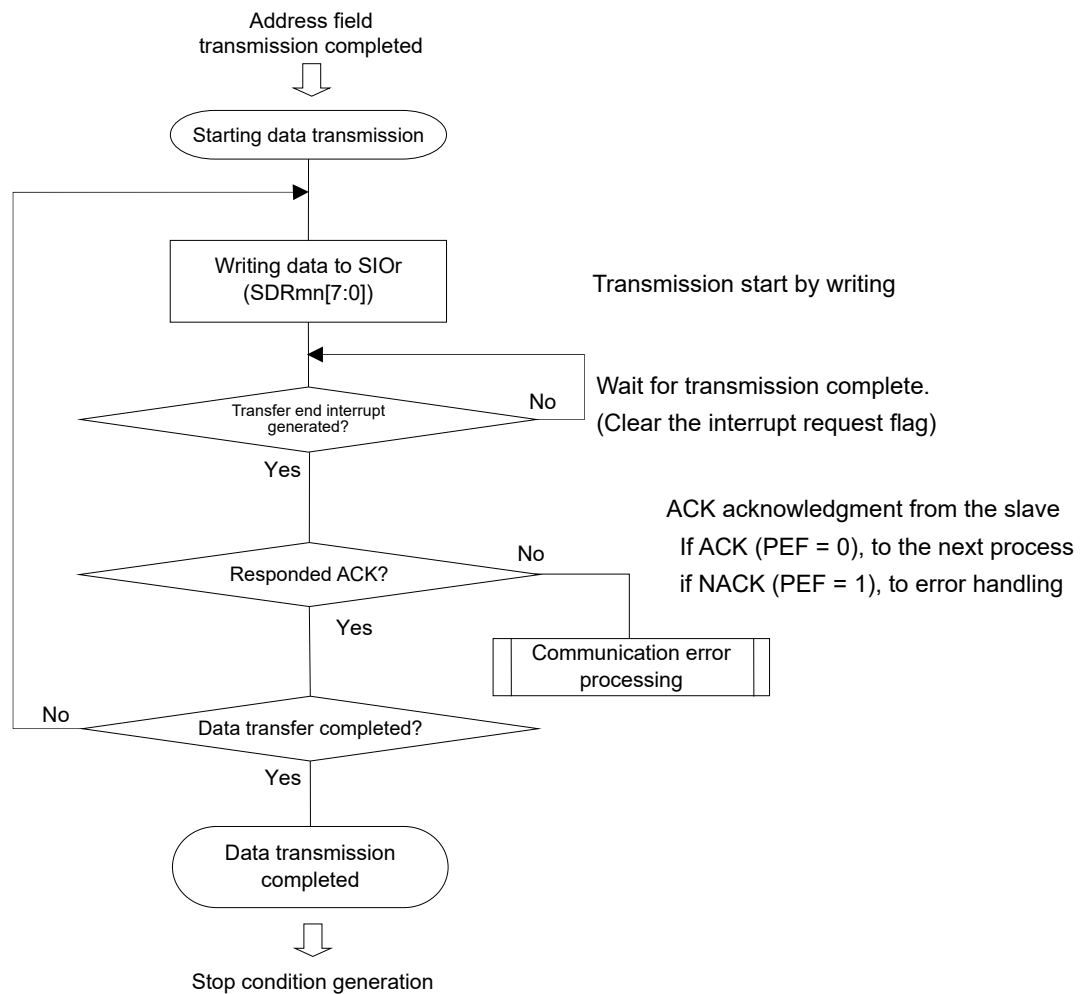 Address field
transmission completed
Starting data transmission
Writing data to SIOr
(SDRmn[7:0])
Transmission start by writing
Transfer end interrupt
generated?
No
Wait for transmission complete.
(Clear the interrupt request flag)
Yes
ACK acknowledgment from the slave
If ACK (PEF = 0), to the next process
if NACK (PEF = 1), to error handling
Responded ACK?
No
Yes
Communication error
processing
Data transfer completed?
No
Yes
Data transmission
completed
Stop condition generation